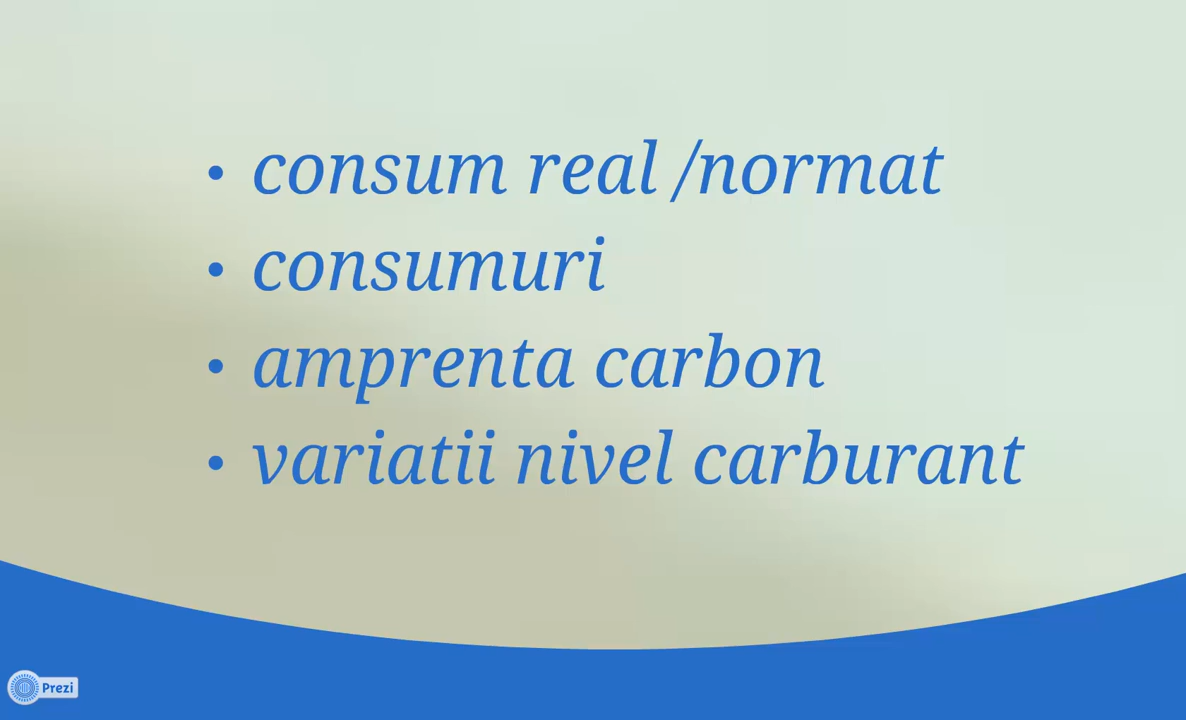 • consum real /normat
• consumuri
• amprenta carbon
• variatii nivel carburant
Prezi